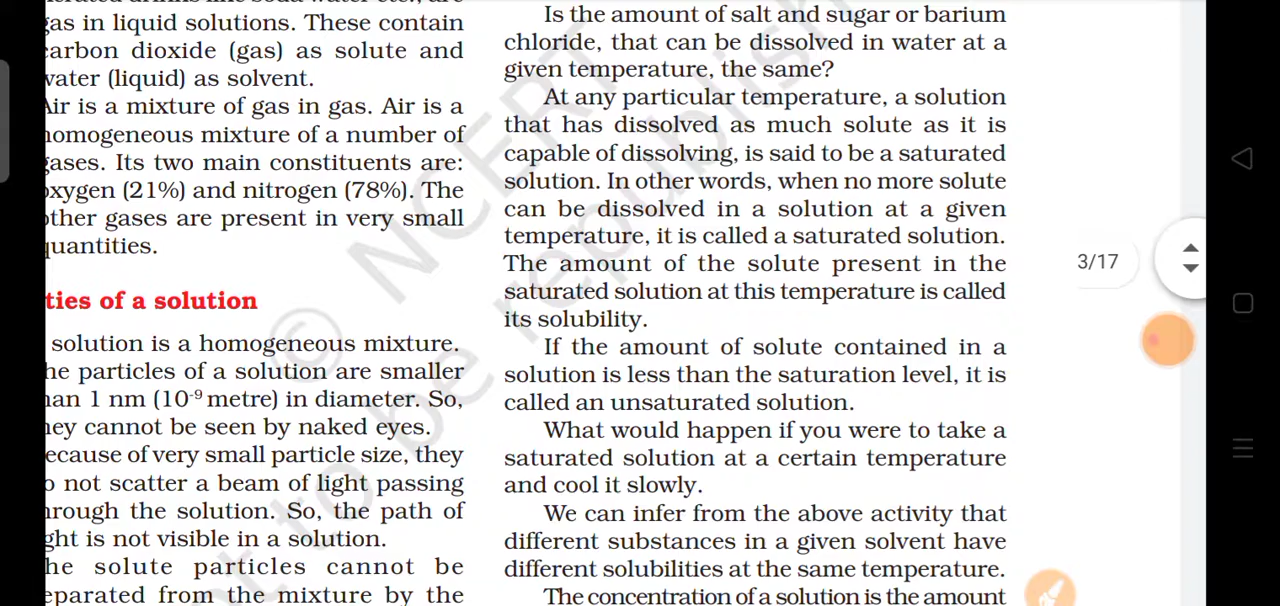 gas in liquid solutions. These contain
carbon dioxide (gas) as solute and
water (liquid) as solvent.
Air is a mixture of gas in gas. Air is a
homogeneous mixture of a number of
gases. Its two main constituents are:
oxygen (21%) and nitrogen (78%). The
other gases are present in very small
quantities.
ties of a solution
solution is a homogeneous mixture.
he particles of a solution are smaller
han 1 nm (10⁻⁹ metre) in diameter. So,
hey cannot be seen by naked eyes.
ecause of very small particle size, they
o not scatter a beam of light passing
hrough the solution. So, the path of
ght is not visible in a solution.
he solute particles cannot be
eparated from the mixture by the
Is the amount of salt and sugar or barium
chloride, that can be dissolved in water at a
given temperature, the same?
At any particular temperature, a solution
that has dissolved as much solute as it is
capable of dissolving, is said to be a saturated
solution. In other words, when no more solute
can be dissolved in a solution at a given
temperature, it is called a saturated solution.
The amount of the solute present in the
saturated solution at this temperature is called
its solubility.
If the amount of solute contained in a
solution is less than the saturation level, it is
called an unsaturated solution.
What would happen if you were to take a
saturated solution at a certain temperature
and cool it slowly.
We can infer from the above activity that
different substances in a given solvent have
different solubilities at the same temperature.
The concentration of a solution is the amount
3/17
© NCERT
not to be republish